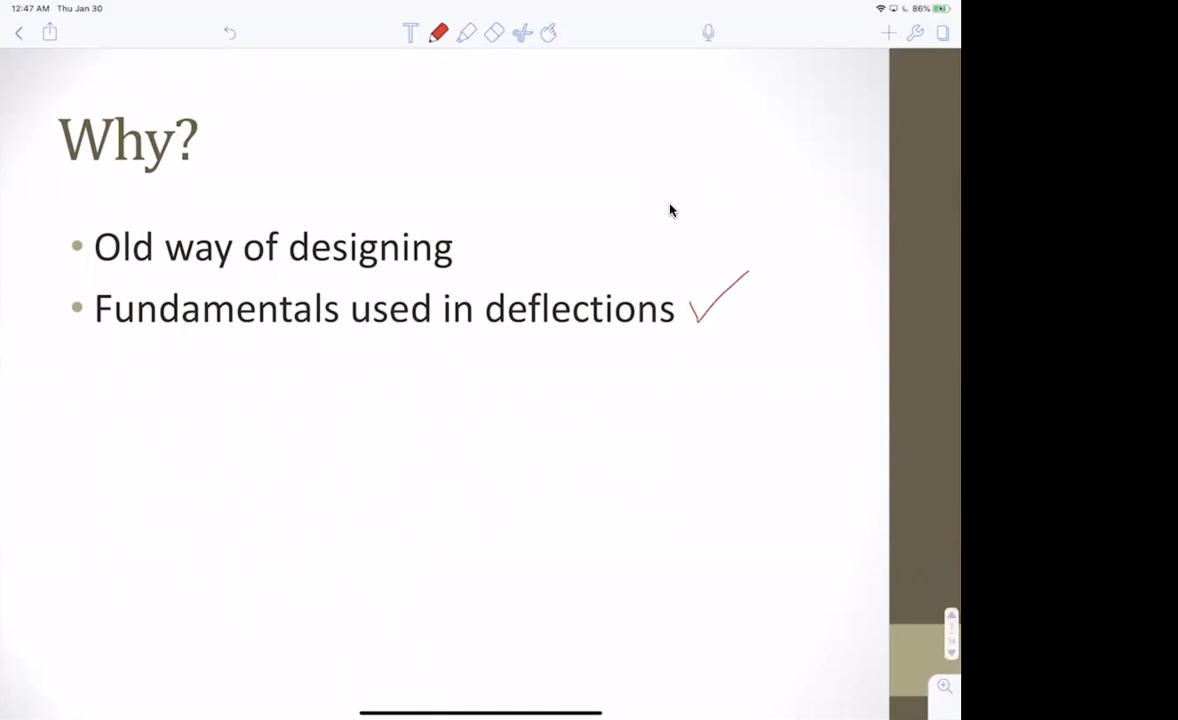 12:47 AM Thu Jan 30
86%
T
Why?
• Old way of designing
• Fundamentals used in deflections